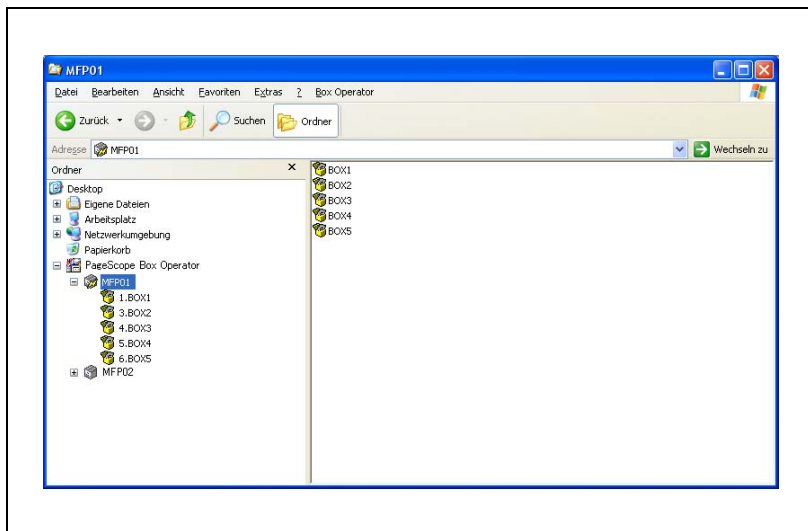 MFP01
Datei Bearbeiten Ansicht Favoriten Extras ? Box Operator
Zurück Suchen Ordner
Adresse MFP01 Wechseln zu
Ordner
Desktop
Eigene Dateien
Arbeitsplatz
Netzwerkumgebung
Papierkorb
PageScope Box Operator
MFP01
1.BOX1
3.BOX2
4.BOX3
5.BOX4
6.BOX5
MFP02
BOX1
BOX2
BOX3
BOX4
BOX5